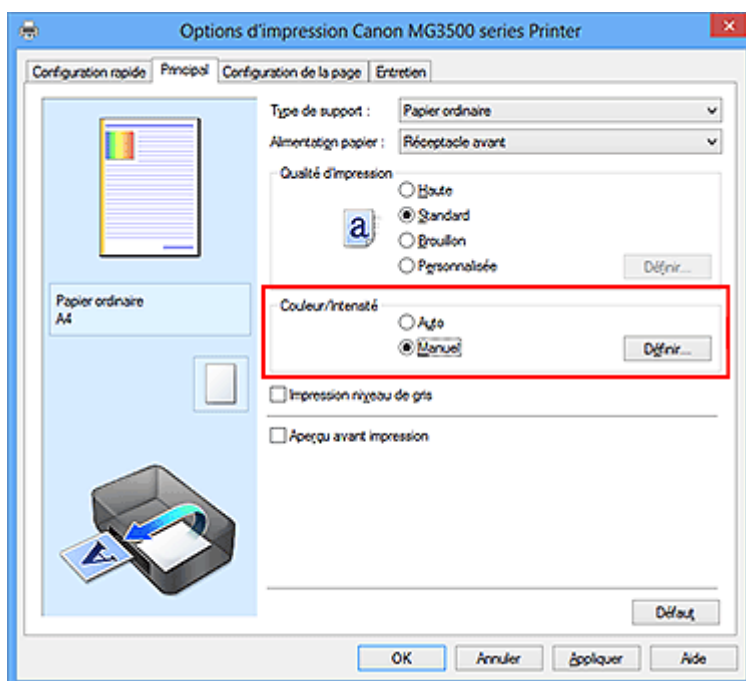 Options d'impression Canon MG3500 series Printer
Configuration rapide Principal Configuration de la page Entretien
Type de support : Papier ordinaire
Alimentation papier : Réceptacle avant
Qualité d'impression
Haute
a Standard
Brouillon
Personnalisée Définir...
Papier ordinaire
A4
Couleur/Intensité
Auto
Manuel Définir...
Impression niveau de gris
Aperçu avant impression
A
Défaut
OK Annuler Appliquer Aide